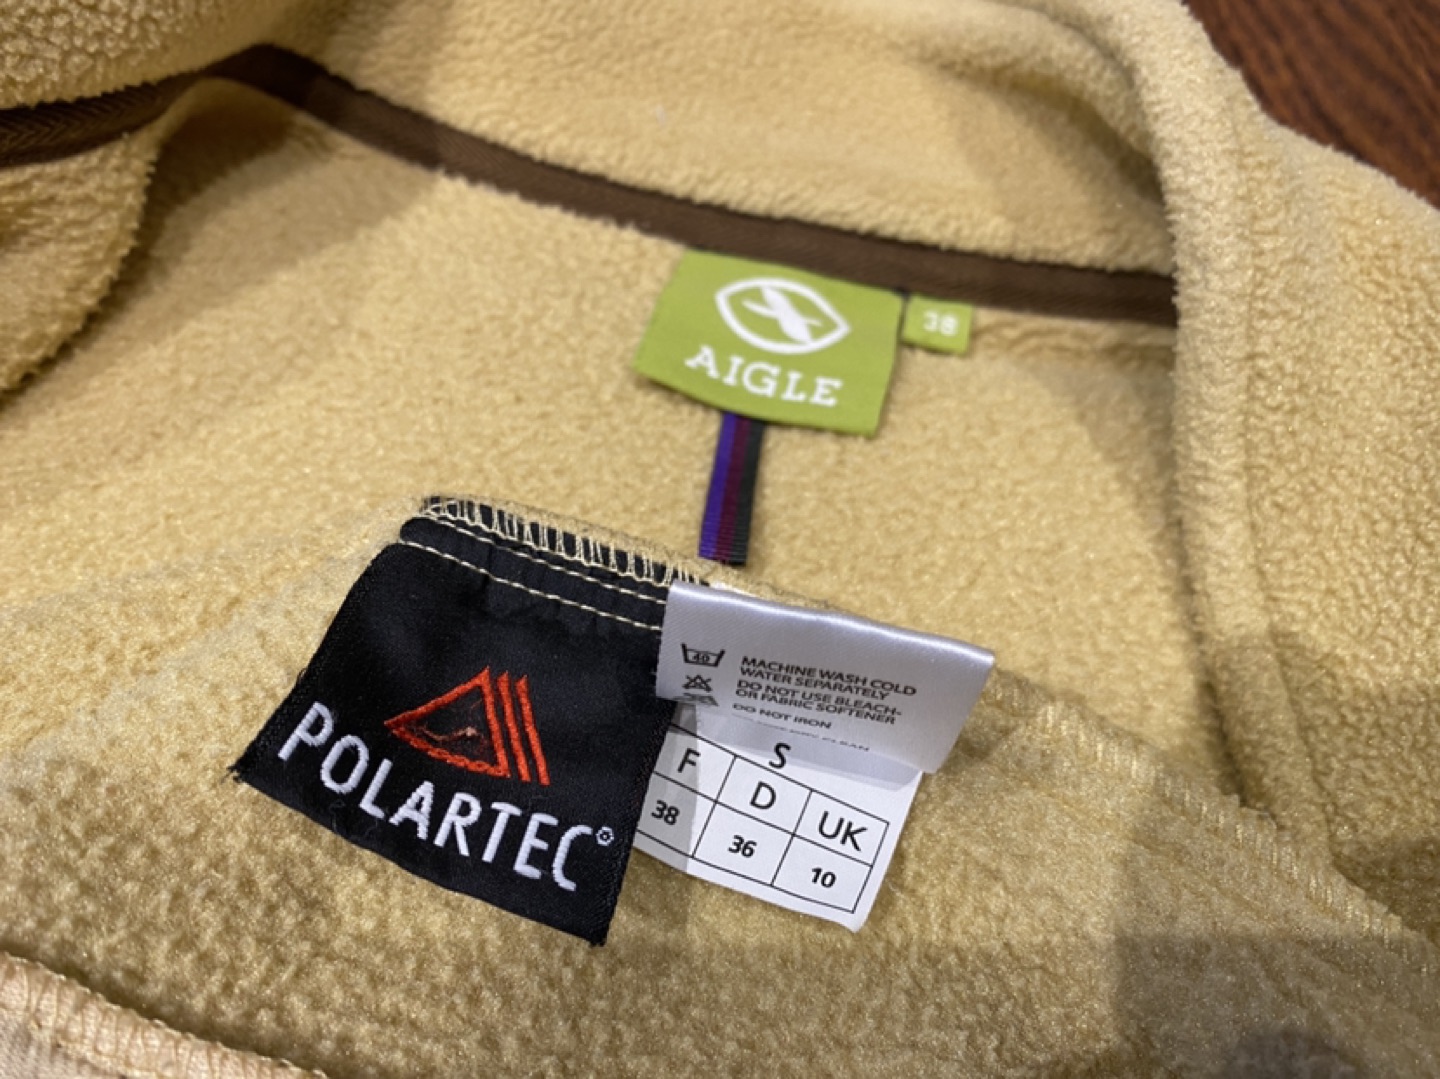 AIGLE
38
POLARTEC®
40
MACHINE WASH COLD
WATER SEPARATELY
DO NOT USE BLEACH-
OR FABRIC SOFTENER
DO NOT IRON
S
F D UK
38 36 10